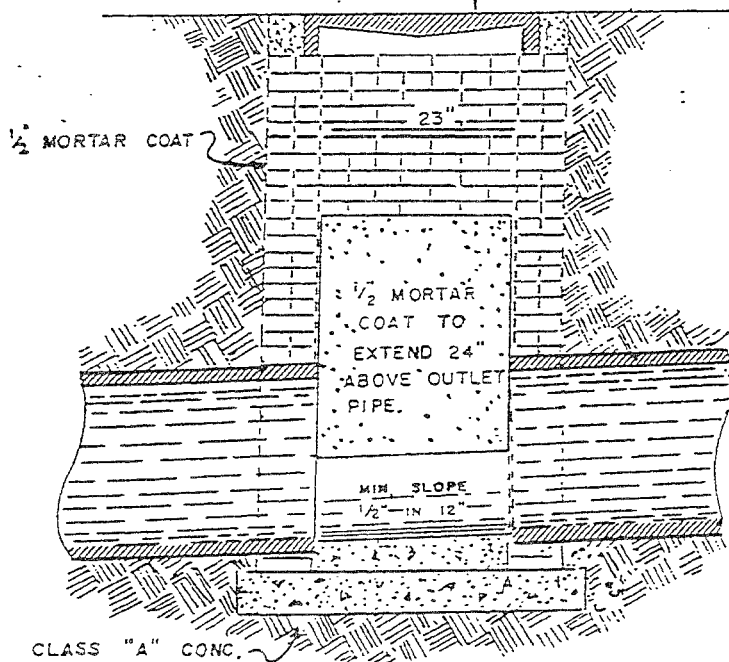 23"
1/2" MORTAR COAT
1/2 MORTAR
COAT TO
EXTEND 24"
ABOVE OUTLET
PIPE.
MIN. SLOPE
1/2" IN 12"
CLASS "A" CONC.